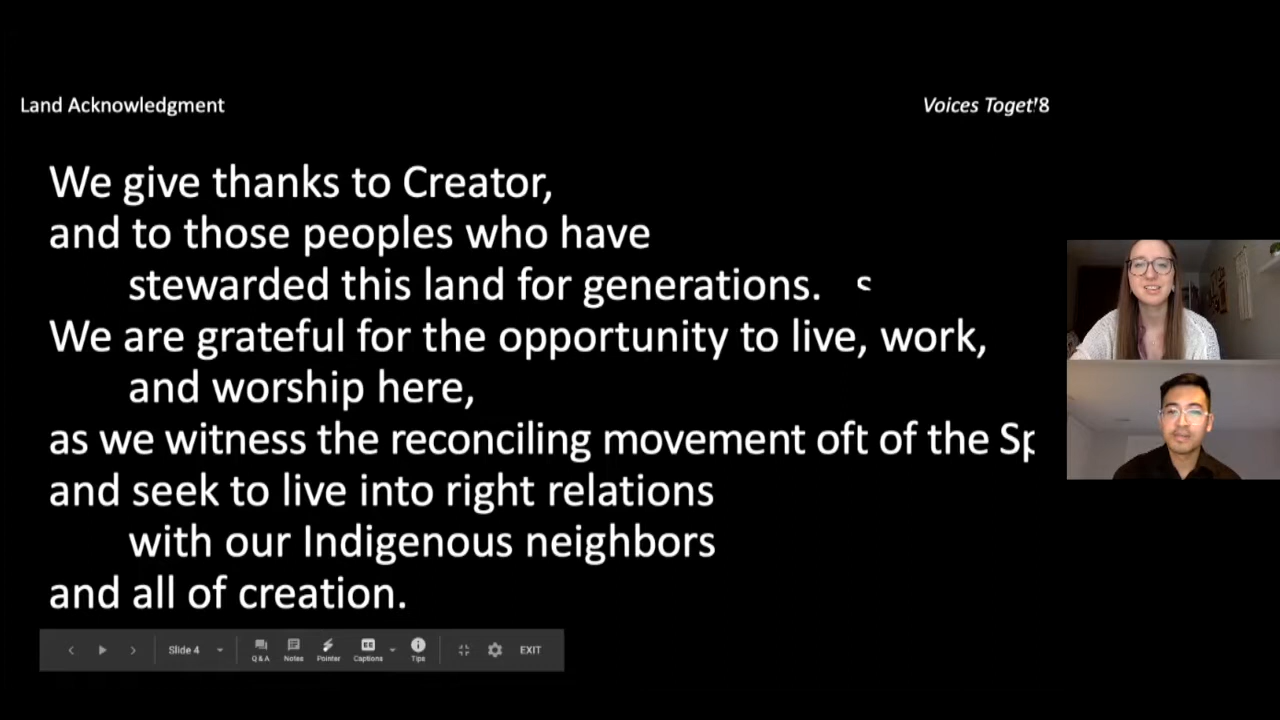 Land Acknowledgment
Voices Toget'8
We give thanks to Creator,
and to those peoples who have
stewarded this land for generations. s
We are grateful for the opportunity to live, work,
and worship here,
as we witness the reconciling movement oft of the Sp
and seek to live into right relations
with our Indigenous neighbors
and all of creation.
Slide 4
Q & A
Notes
Pointer
CC
Captions
Tips
EXIT